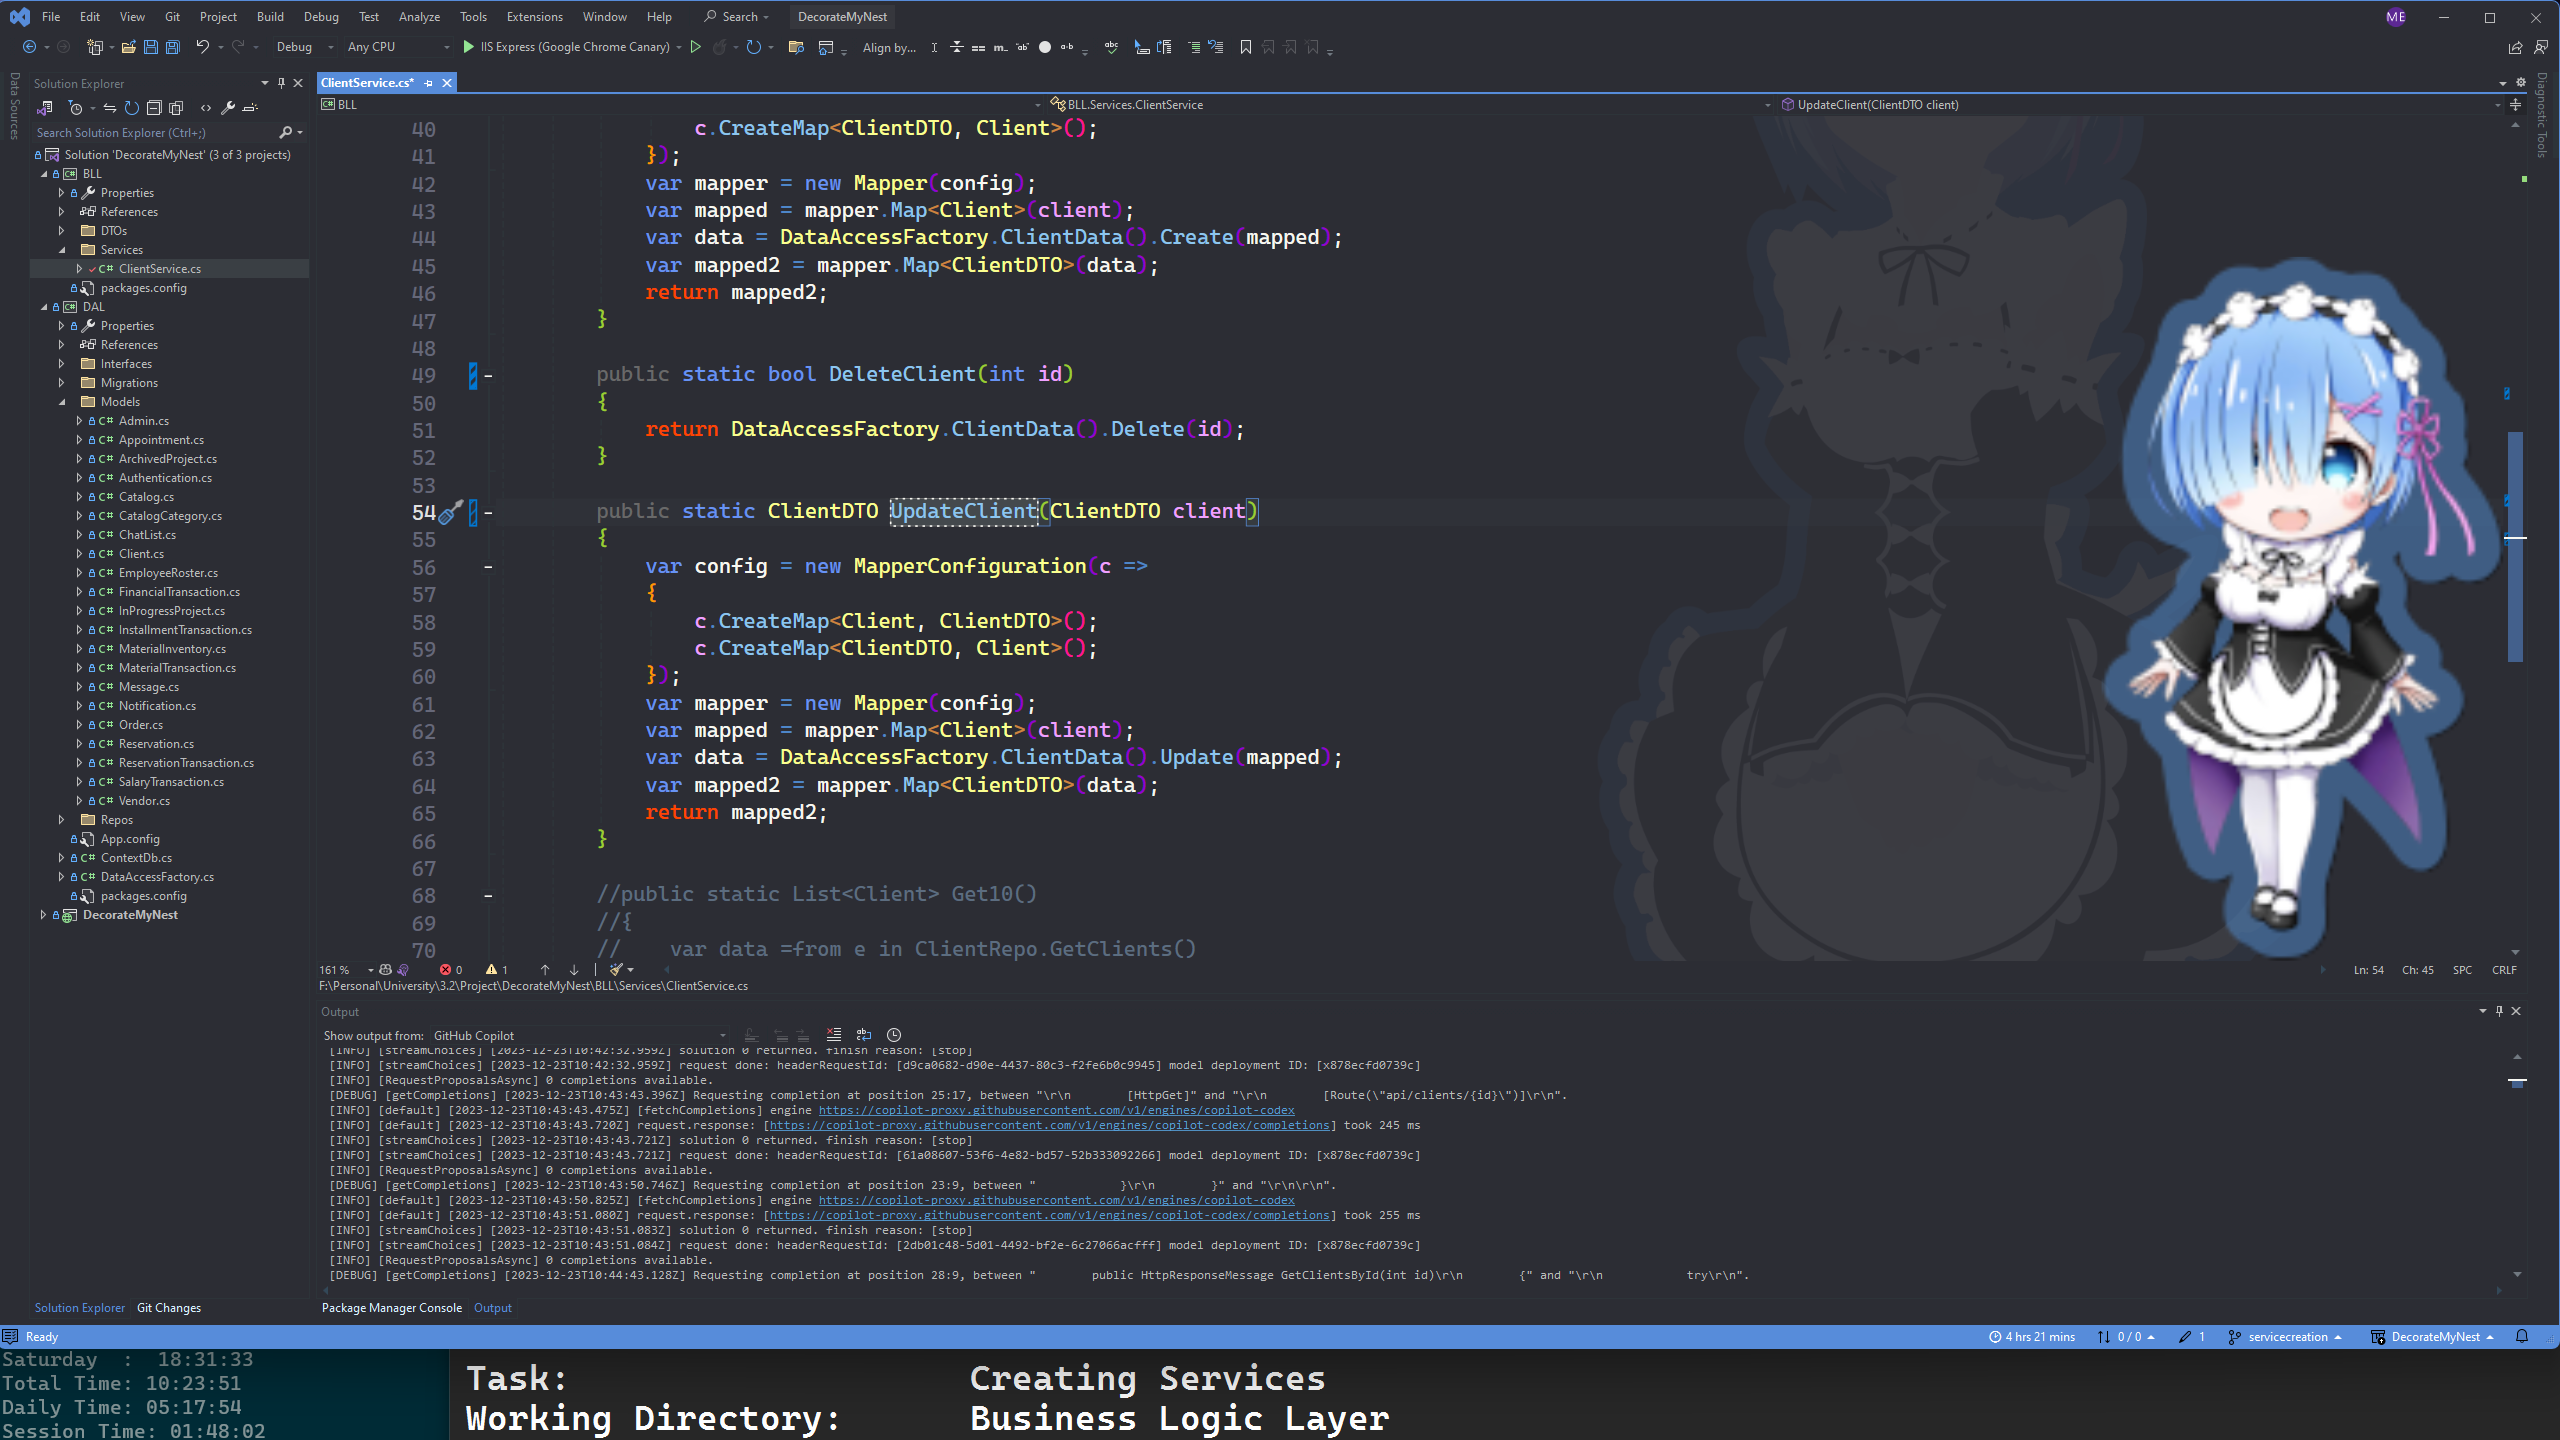 File Edit View Git Project Build Debug Test Analyze Tools Extensions Window Help Search DecorateMyNest ME
Debug Any CPU IIS Express (Google Chrome Canary) Align by...
Data Sources
Solution Explorer
Search Solution Explorer (Ctrl+;)
Solution 'DecorateMyNest' (3 of 3 projects)
BLL
Properties
References
DTOs
Services
C# ClientService.cs
packages.config
DAL
Properties
References
Interfaces
Migrations
Models
C# Admin.cs
C# Appointment.cs
C# ArchivedProject.cs
C# Authentication.cs
C# Catalog.cs
C# CatalogCategory.cs
C# ChatList.cs
C# Client.cs
C# EmployeeRoster.cs
C# FinancialTransaction.cs
C# InProgressProject.cs
C# InstallmentTransaction.cs
C# MaterialInventory.cs
C# MaterialTransaction.cs
C# Message.cs
C# Notification.cs
C# Order.cs
C# Reservation.cs
C# ReservationTransaction.cs
C# SalaryTransaction.cs
C# Vendor.cs
Repos
App.config
C# ContextDb.cs
C# DataAccessFactory.cs
packages.config
DecorateMyNest
Solution Explorer Git Changes
ClientService.cs*
BLL BLL.Services.ClientService UpdateClient(ClientDTO client)
Diagnostic Tools
40 c.CreateMap<ClientDTO, Client>();
41 });
42 var mapper = new Mapper(config);
43 var mapped = mapper.Map<Client>(client);
44 var data = DataAccessFactory.ClientData().Create(mapped);
45 var mapped2 = mapper.Map<ClientDTO>(data);
46 return mapped2;
47 }
48
49 public static bool DeleteClient(int id)
50 {
51 return DataAccessFactory.ClientData().Delete(id);
52 }
53
54 public static ClientDTO UpdateClient(ClientDTO client)
55 {
56 var config = new MapperConfiguration(c =>
57 {
58 c.CreateMap<Client, ClientDTO>();
59 c.CreateMap<ClientDTO, Client>();
60 });
61 var mapper = new Mapper(config);
62 var mapped = mapper.Map<Client>(client);
63 var data = DataAccessFactory.ClientData().Update(mapped);
64 var mapped2 = mapper.Map<ClientDTO>(data);
65 return mapped2;
66 }
67
68 //public static List<Client> Get10()
69 //{
70 // var data =from e in ClientRepo.GetClients()
161 % 0 1 Ln: 54 Ch: 45 SPC CRLF
F:\Personal\University\3.2\Project\DecorateMyNest\BLL\Services\ClientService.cs
Output
Show output from: GitHub Copilot
[INFO] [streamChoices] [2023-12-23T10:42:32.959Z] solution 0 returned. finish reason: [stop]
[INFO] [streamChoices] [2023-12-23T10:42:32.959Z] request done: headerRequestId: [d9ca0682-d90e-4437-80c3-f2fe6b0c9945] model deployment ID: [x878ecfd0739c]
[INFO] [RequestProposalsAsync] 0 completions available.
[DEBUG] [getCompletions] [2023-12-23T10:43:43.396Z] Requesting completion at position 25:17, between "\r\n [HttpGet]" and "\r\n [Route(\"api/clients/{id}\")]\r\n".
[INFO] [default] [2023-12-23T10:43:43.475Z] [fetchCompletions] engine https://copilot-proxy.githubusercontent.com/v1/engines/copilot-codex
[INFO] [default] [2023-12-23T10:43:43.720Z] request.response: [https://copilot-proxy.githubusercontent.com/v1/engines/copilot-codex/completions] took 245 ms
[INFO] [streamChoices] [2023-12-23T10:43:43.721Z] solution 0 returned. finish reason: [stop]
[INFO] [streamChoices] [2023-12-23T10:43:43.721Z] request done: headerRequestId: [61a08607-53f6-4e82-bd57-52b333092266] model deployment ID: [x878ecfd0739c]
[INFO] [RequestProposalsAsync] 0 completions available.
[DEBUG] [getCompletions] [2023-12-23T10:43:50.746Z] Requesting completion at position 23:9, between " }\r\n }" and "\r\n\r\n".
[INFO] [default] [2023-12-23T10:43:50.825Z] [fetchCompletions] engine https://copilot-proxy.githubusercontent.com/v1/engines/copilot-codex
[INFO] [default] [2023-12-23T10:43:51.080Z] request.response: [https://copilot-proxy.githubusercontent.com/v1/engines/copilot-codex/completions] took 255 ms
[INFO] [streamChoices] [2023-12-23T10:43:51.083Z] solution 0 returned. finish reason: [stop]
[INFO] [streamChoices] [2023-12-23T10:43:51.084Z] request done: headerRequestId: [2db01c48-5d01-4492-bf2e-6c27066acfff] model deployment ID: [x878ecfd0739c]
[INFO] [RequestProposalsAsync] 0 completions available.
[DEBUG] [getCompletions] [2023-12-23T10:44:43.128Z] Requesting completion at position 28:9, between " public HttpResponseMessage GetClientsById(int id)\r\n {" and "\r\n try\r\n".
Package Manager Console Output
Ready 4 hrs 21 mins 0 / 0 1 servicecreation DecorateMyNest
Saturday : 18:31:33
Total Time: 10:23:51
Daily Time: 05:17:54
Session Time: 01:48:02
Task: Creating Services
Working Directory: Business Logic Layer